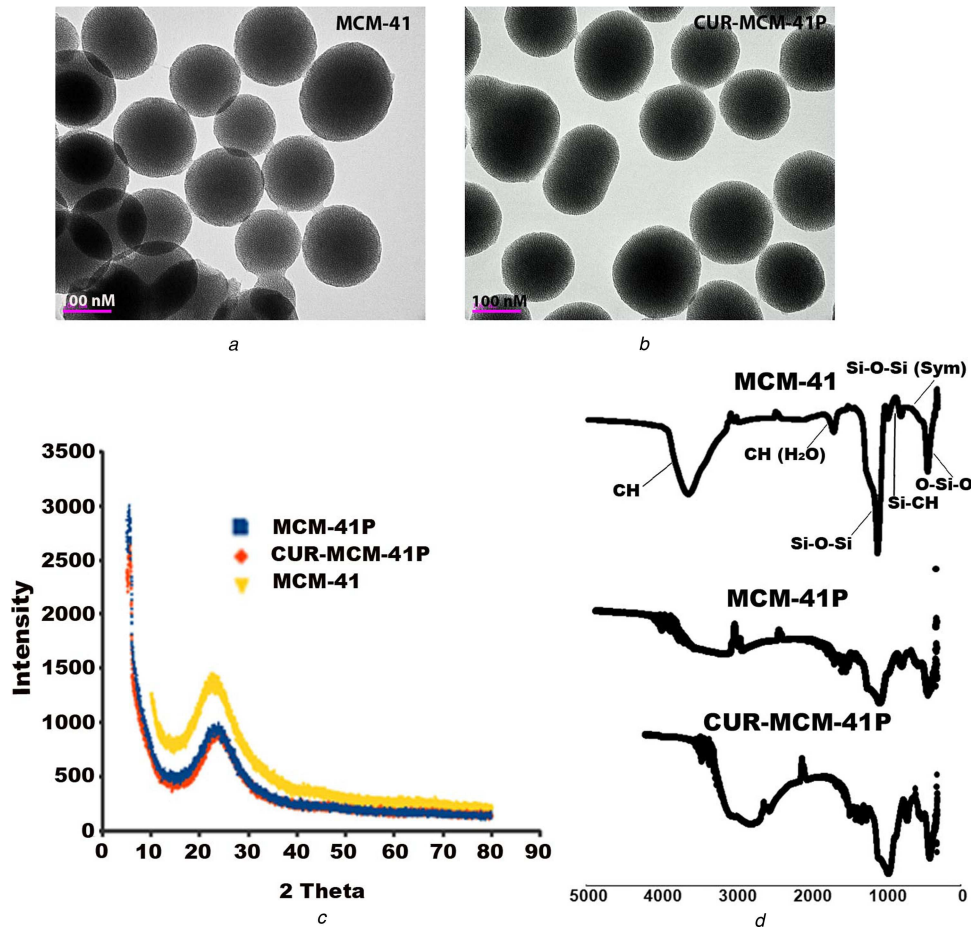 MCM-41
CUR-MCM-41P
100 nM
100 nM
a
b
3500
3000
2500
2000
1500
1000
500
0
0 10 20 30 40 50 60 70 80 90
Intensity
2 Theta
MCM-41P
CUR-MCM-41P
MCM-41
c
Si-O-Si (Sym)
MCM-41
CH (H₂O)
CH
O-Si-O
Si-CH
Si-O-Si
MCM-41P
CUR-MCM-41P
5000 4000 3000 2000 1000 0
d